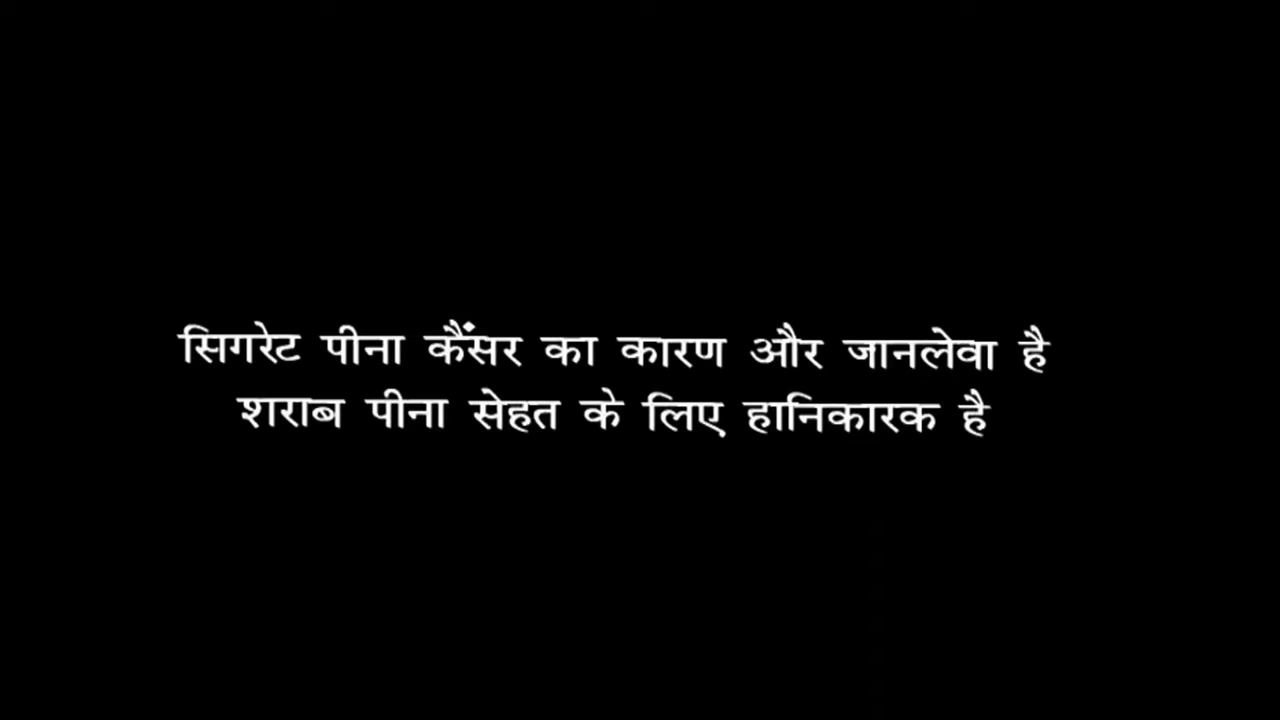 सिगरेट पीना कैंसर का कारण और जानलेवा है
शराब पीना सेहत के लिए हानिकारक है